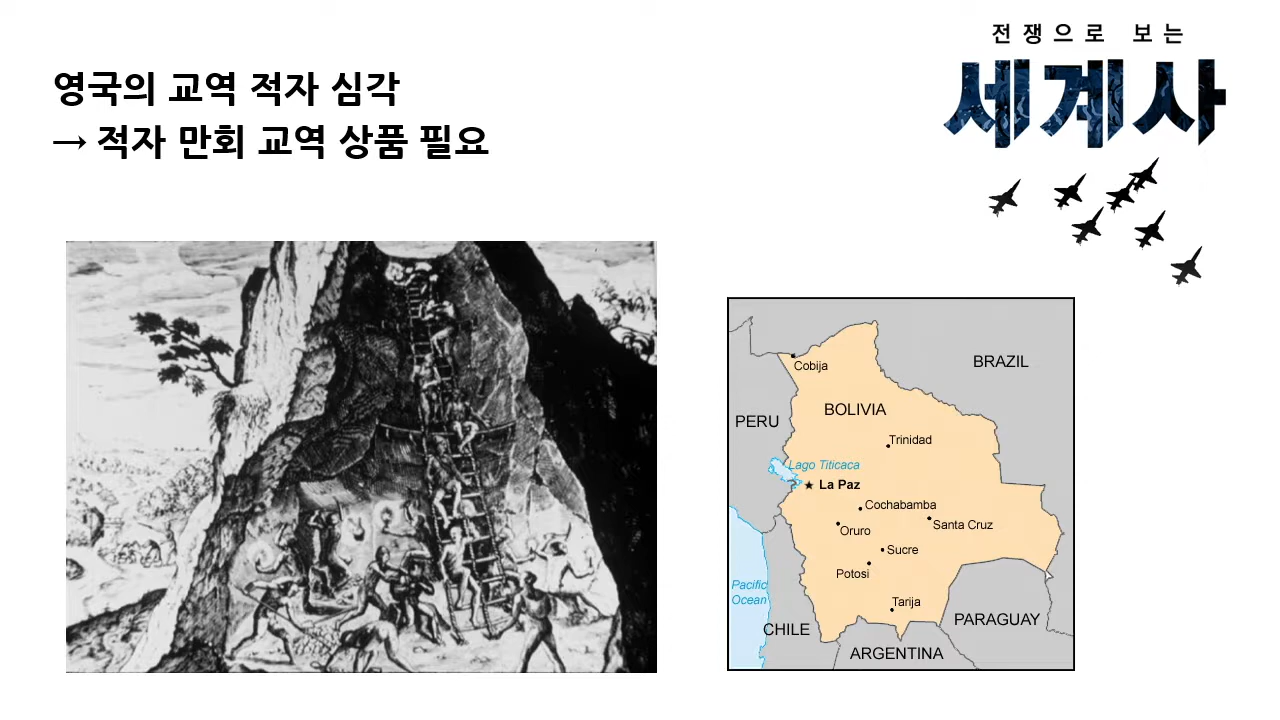 전쟁으로 보는
세계사
영국의 교역 적자 심각
→ 적자 만회 교역 상품 필요
Cobija
BRAZIL
BOLIVIA
PERU
Trinidad
Lago Titicaca
La Paz
Cochabamba
Santa Cruz
Oruro
Sucre
Potosi
Pacific
Ocean
Tarija
PARAGUAY
CHILE
ARGENTINA